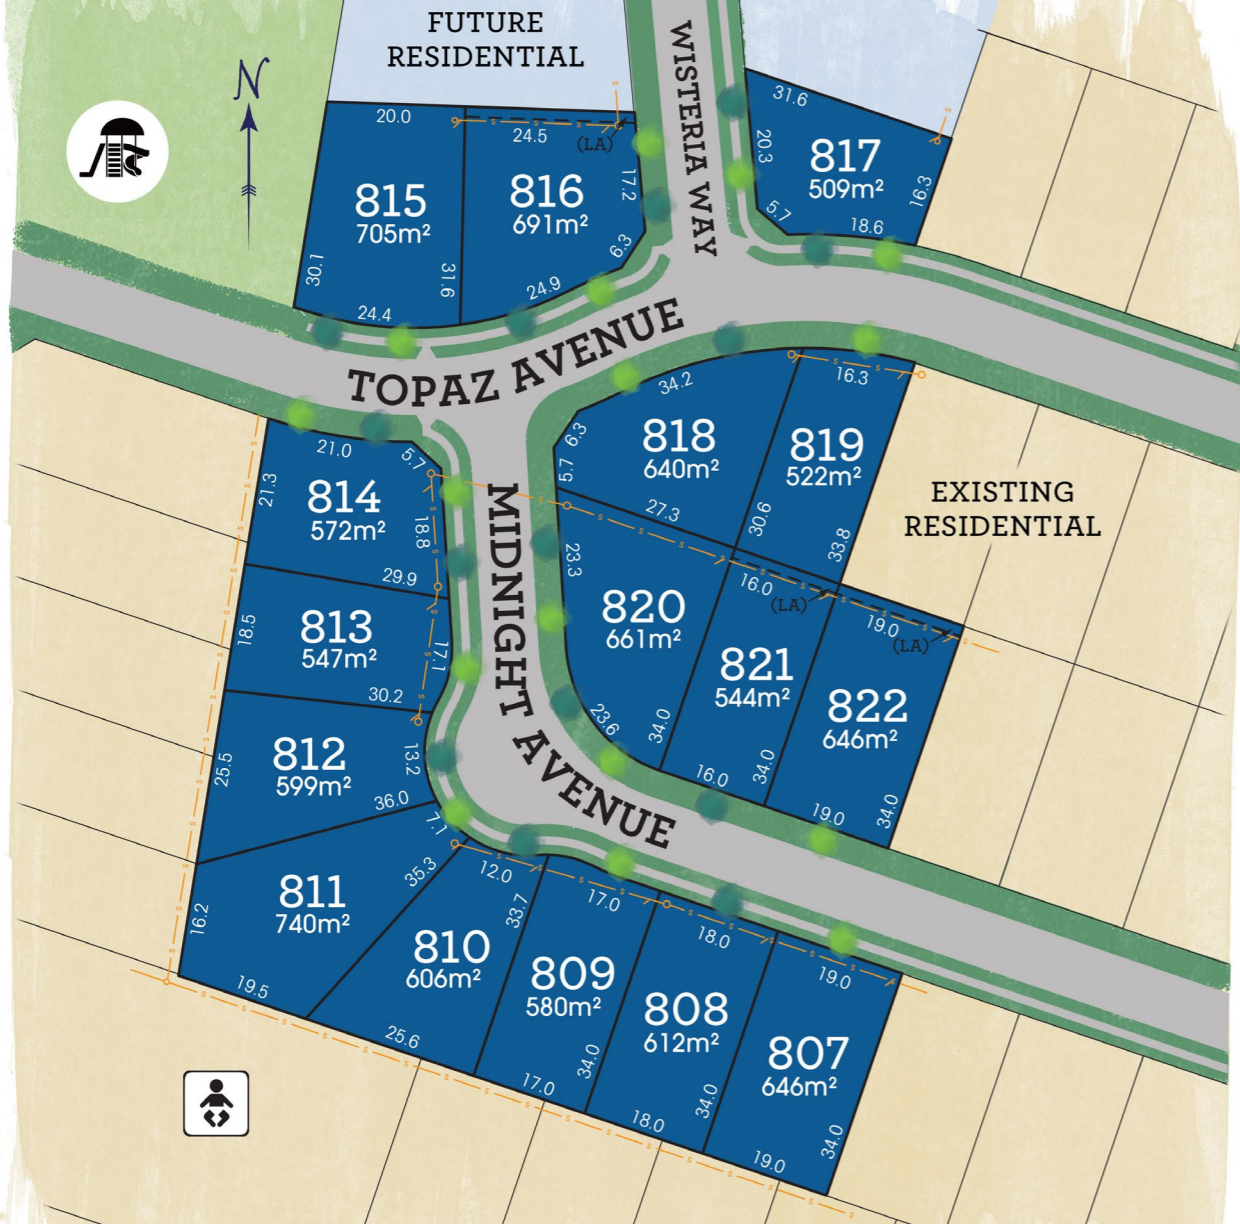 FUTURE
RESIDENTIAL
N
WISTERIA WAY
20.0
24.5
(LA)
31.6
815
705m²
816
691m²
817
509m²
20.3
16.3
17.2
5.7
18.6
6.3
30.1
31.6
24.9
24.4
TOPAZ AVENUE
34.2
16.3
21.0
5.7
6.3
818
640m²
819
522m²
EXISTING
RESIDENTIAL
21.3
814
572m²
18.8
5.7
27.3
30.6
33.8
29.9
MIDNIGHT AVENUE
23.3
16.0
(LA)
19.0
(LA)
18.5
813
547m²
17.1
820
661m²
821
544m²
822
646m²
30.2
25.5
812
599m²
13.2
23.6
34.0
36.0
16.0
34.0
19.0
34.0
7.1
811
740m²
35.3
12.0
33.7
17.0
18.0
19.0
16.2
810
606m²
809
580m²
808
612m²
807
646m²
19.5
25.6
17.0
34.0
18.0
34.0
19.0
34.0